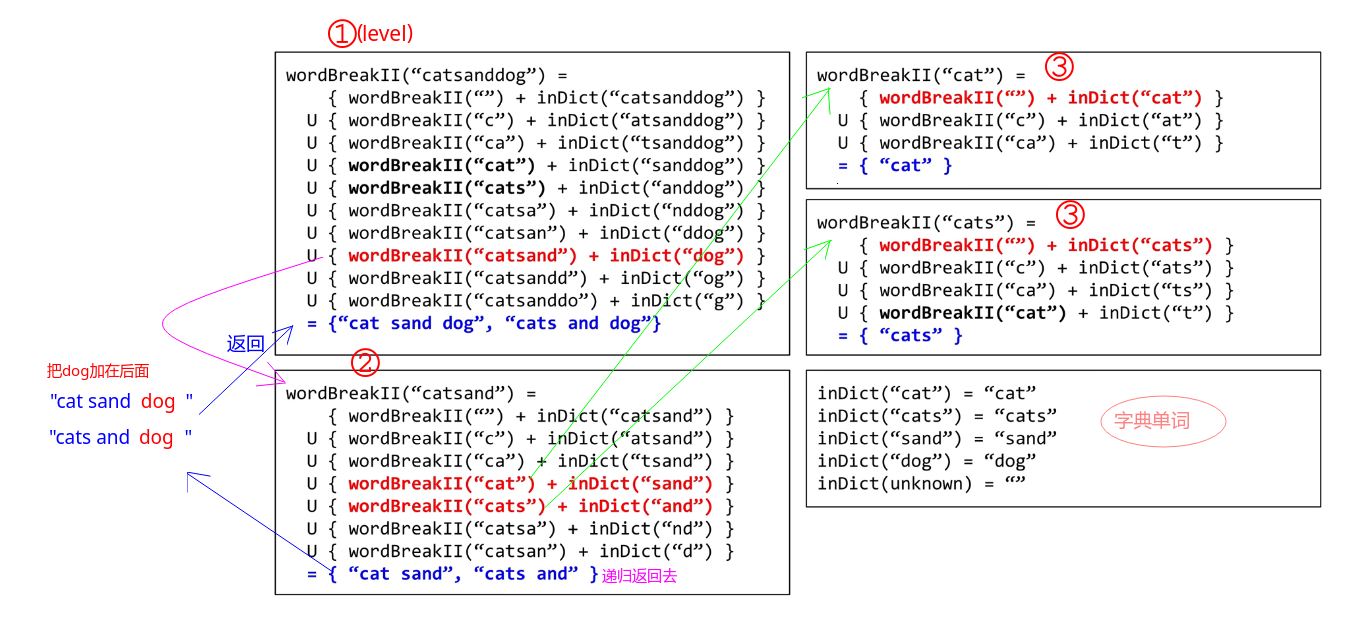 ①(level)
wordBreakII(“catsanddog”) =
{ wordBreakII(“”) + inDict(“catsanddog”) }
U { wordBreakII(“c”) + inDict(“atsanddog”) }
U { wordBreakII(“ca”) + inDict(“tsanddog”) }
U { wordBreakII(“cat”) + inDict(“sanddog”) }
U { wordBreakII(“cats”) + inDict(“anddog”) }
U { wordBreakII(“catsa”) + inDict(“nddog”) }
U { wordBreakII(“catsan”) + inDict(“ddog”) }
U { wordBreakII(“catsand”) + inDict(“dog”) }
U { wordBreakII(“catsandd”) + inDict(“og”) }
U { wordBreakII(“catsanddo”) + inDict(“g”) }
= {“cat sand dog”, “cats and dog”}
返回
把dog加在后面
"cat sand dog "
"cats and dog "
②
wordBreakII(“catsand”) =
{ wordBreakII(“”) + inDict(“catsand”) }
U { wordBreakII(“c”) + inDict(“atsand”) }
U { wordBreakII(“ca”) + inDict(“tsand”) }
U { wordBreakII(“cat”) + inDict(“sand”) }
U { wordBreakII(“cats”) + inDict(“and”) }
U { wordBreakII(“catsa”) + inDict(“nd”) }
U { wordBreakII(“catsan”) + inDict(“d”) }
= { “cat sand”, “cats and” }递归返回去
wordBreakII(“cat”) = ③
{ wordBreakII(“”) + inDict(“cat”) }
U { wordBreakII(“c”) + inDict(“at”) }
U { wordBreakII(“ca”) + inDict(“t”) }
= { “cat” }
wordBreakII(“cats”) = ③
{ wordBreakII(“”) + inDict(“cats”) }
U { wordBreakII(“c”) + inDict(“ats”) }
U { wordBreakII(“ca”) + inDict(“ts”) }
U { wordBreakII(“cat”) + inDict(“t”) }
= { “cats” }
inDict(“cat”) = “cat”
inDict(“cats”) = “cats”
inDict(“sand”) = “sand”
inDict(“dog”) = “dog”
inDict(unknown) = “”
字典单词